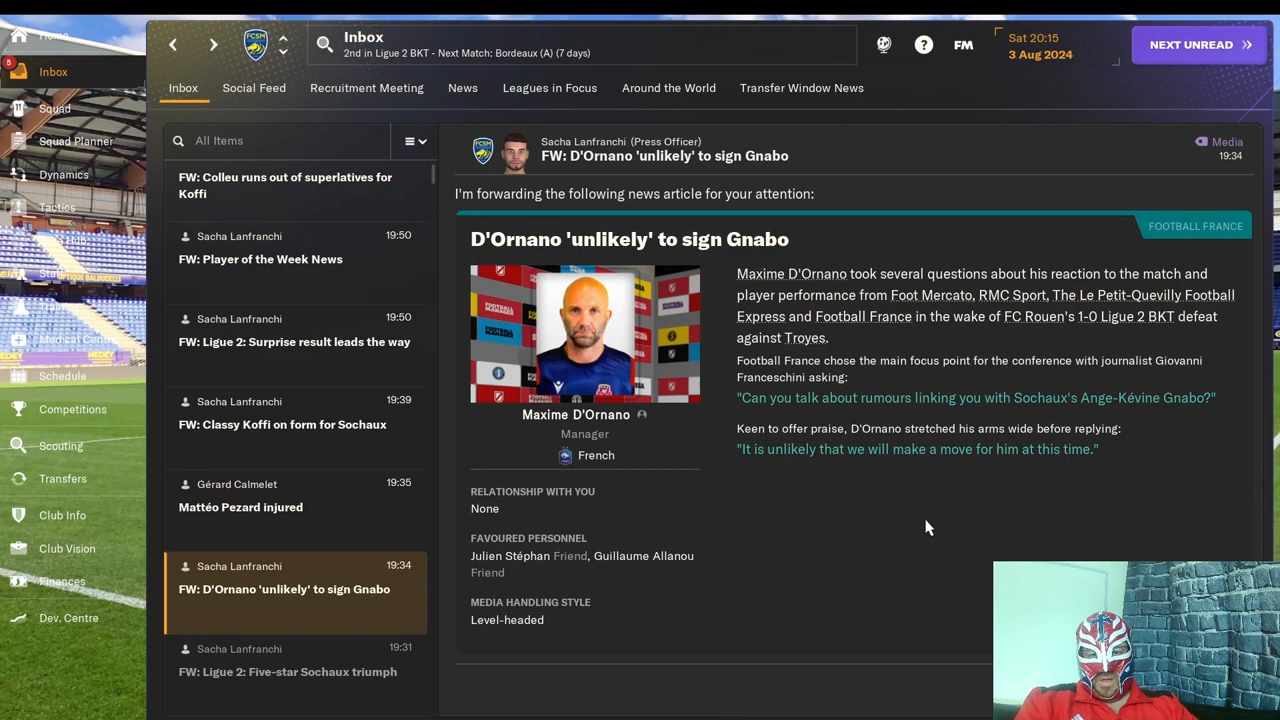 Inbox
2nd in Ligue 2 BKT - Next Match: Bordeaux (A) (7 days)
FCSM
?
FM
Sat 20:15
3 Aug 2024
NEXT UNREAD
Home
5
Inbox
Squad
Squad Planner
Dynamics
Tactics
Medical Centre
Schedule
Competitions
Scouting
Transfers
Club Info
Club Vision
Finances
Dev. Centre
Inbox
Social Feed
Recruitment Meeting
News
Leagues in Focus
Around the World
Transfer Window News
All Items
FW: Colleu runs out of superlatives for
Koffi
Sacha Lanfranchi 19:50
FW: Player of the Week News
Sacha Lanfranchi 19:50
FW: Ligue 2: Surprise result leads the way
Sacha Lanfranchi 19:39
FW: Classy Koffi on form for Sochaux
Gérard Calmelet 19:35
Mattéo Pezard injured
Sacha Lanfranchi 19:34
FW: D'Ornano 'unlikely' to sign Gnabo
Sacha Lanfranchi 19:31
FW: Ligue 2: Five-star Sochaux triumph
FCSM
Sacha Lanfranchi (Press Officer)
FW: D'Ornano 'unlikely' to sign Gnabo
Media
19:34
I'm forwarding the following news article for your attention:
FOOTBALL FRANCE
D'Ornano 'unlikely' to sign Gnabo
Maxime D'Ornano
Manager
French
RELATIONSHIP WITH YOU
None
FAVOURED PERSONNEL
Julien Stéphan Friend, Guillaume Allanou
Friend
MEDIA HANDLING STYLE
Level-headed
Maxime D'Ornano took several questions about his reaction to the match and
player performance from Foot Mercato, RMC Sport, The Le Petit-Quevilly Football
Express and Football France in the wake of FC Rouen's 1-0 Ligue 2 BKT defeat
against Troyes.
Football France chose the main focus point for the conference with journalist Giovanni
Franceschini asking:
"Can you talk about rumours linking you with Sochaux's Ange-Kévine Gnabo?"
Keen to offer praise, D'Ornano stretched his arms wide before replying:
"It is unlikely that we will make a move for him at this time."